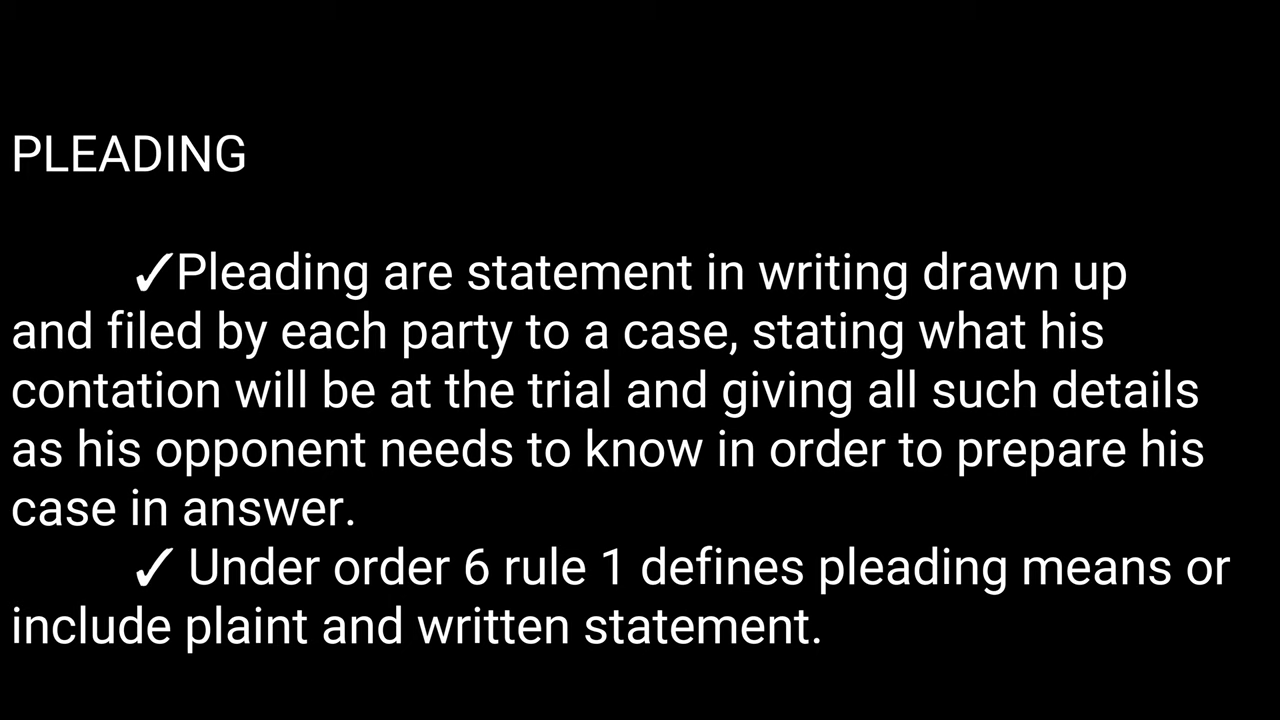 PLEADING
✓Pleading are statement in writing drawn up
and filed by each party to a case, stating what his
contation will be at the trial and giving all such details
as his opponent needs to know in order to prepare his
case in answer.
✓ Under order 6 rule 1 defines pleading means or
include plaint and written statement.